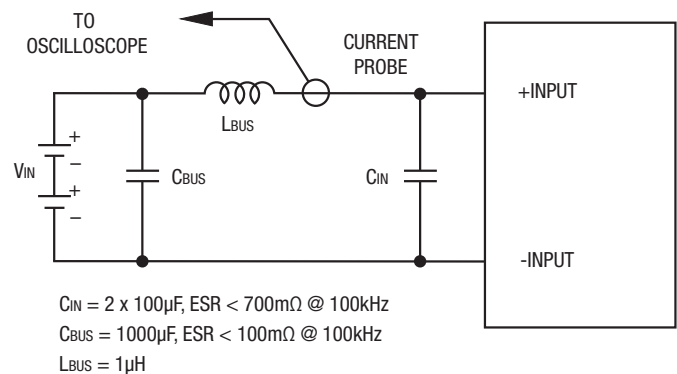 TO
OSCILLOSCOPE
CURRENT
PROBE
+INPUT
LBUS
VIN
+
−
+
−
CBUS
CIN
-INPUT
CIN = 2 x 100µF, ESR < 700mΩ @ 100kHz
CBUS = 1000µF, ESR < 100mΩ @ 100kHz
LBUS = 1µH